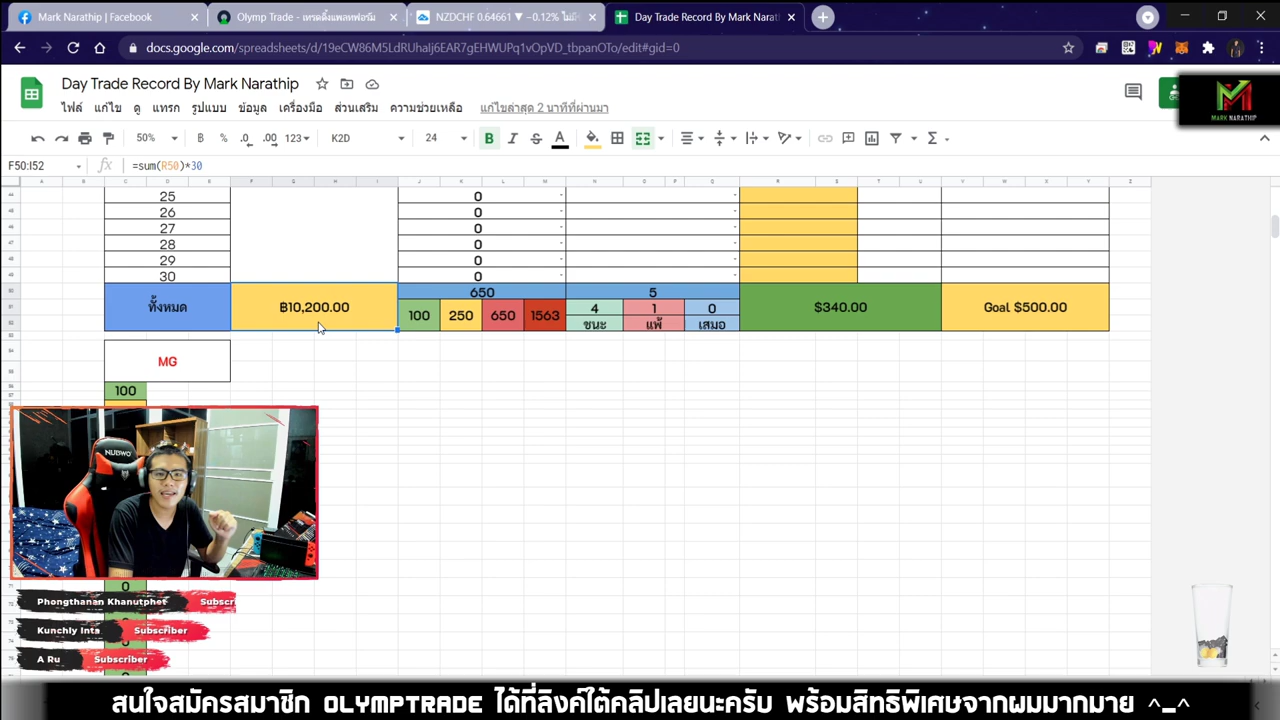 Mark Narathip | Facebook
Olymp Trade - เทรดดิ้งแพลทฟอร์ม
NZDCHF 0.64661 ▼ −0.12% ไม่มี
Day Trade Record By Mark Narat
docs.google.com/spreadsheets/d/19eCW86M5LdRUhalj6EAR7gEHWUPq1vOpVD_tbpanOTo/edit#gid=0
Day Trade Record By Mark Narathip
ไฟล์ แก้ไข ดู แทรก รูปแบบ ข้อมูล เครื่องมือ ส่วนเสริม ความช่วยเหลือ แก้ไขล่าสุด 2 นาทีที่ผ่านมา
MARK NARATHIP
50% ฿ % .0 .00 123 K2D 24 B I S A Σ
F50:I52 fx =sum(R50)*30
A B C D E F G H I J K L M N O P Q R S T U V W X Y Z
25 0 -
26 0 -
27 0 -
28 0 -
29 0 -
30 0 -
ทั้งหมด ฿10,200.00 650 5 $340.00 Goal $500.00
100 250 650 1563 4 1 0
ชนะ แพ้ เสมอ
MG
100
NUBWO
0
Phongthanan Khanutphet Subscri
Kunchly Ints Subscriber
A Ru Subscriber
สนใจสมัครสมาชิก OLYMPTRADE ได้ที่ลิงค์ใต้คลิปเลยนะครับ พร้อมสิทธิพิเศษจากผมมากมาย ^_^